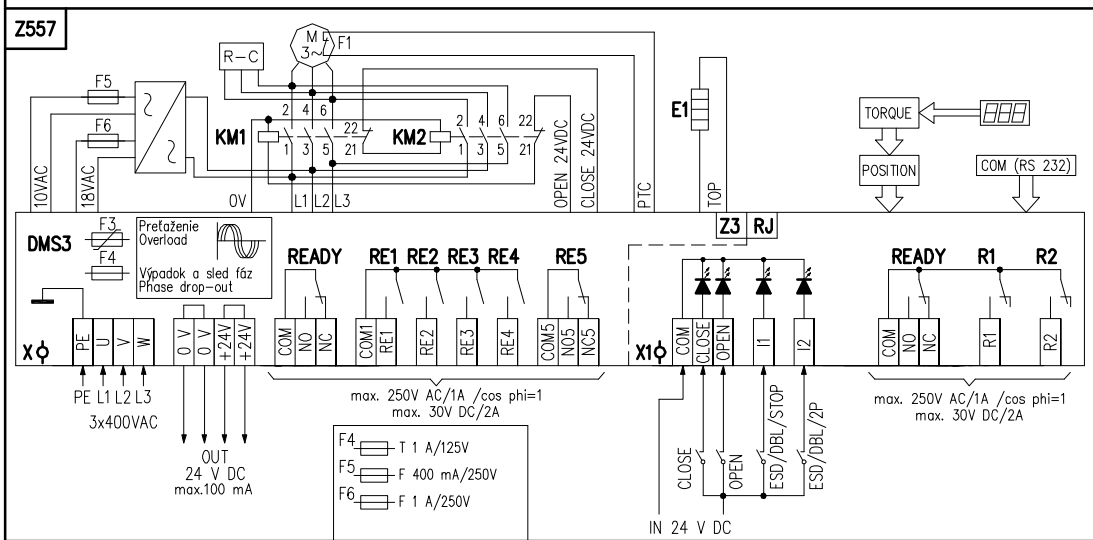 Z557
F5
F6
R-C
M
3~
F1
KM1
2 4 6
22
1 3 5
21
KM2
2 4 6
22
1 3 5
21
E1
TORQUE
POSITION
COM (RS 232)
10VAC
18VAC
0V
L1 L2 L3
OPEN 24VDC
CLOSE 24VDC
PTC
TOP
DMS3
F3
F4
Preťaženie
Overload
Výpadok a sled fáz
Phase drop-out
READY
RE1 RE2 RE3 RE4
RE5
Z3 RJ
READY
R1
R2
X
PE
U
V
W
0 V
0 V
+24V
+24V
COM
NO
NC
COM1
RE1
RE2
RE3
RE4
COM5
NO5
NC5
X1
COM
CLOSE
OPEN
I1
I2
COM
NO
NC
R1
R2
PE L1 L2 L3
3x400VAC
OUT
24 V DC
max.100 mA
max. 250V AC/1A /cos phi=1
max. 30V DC/2A
F4 T 1 A/125V
F5 F 400 mA/250V
F6 F 1 A/250V
CLOSE
OPEN
ESD/DBL/STOP
ESD/DBL/2P
IN 24 V DC
max. 250V AC/1A /cos phi=1
max. 30V DC/2A